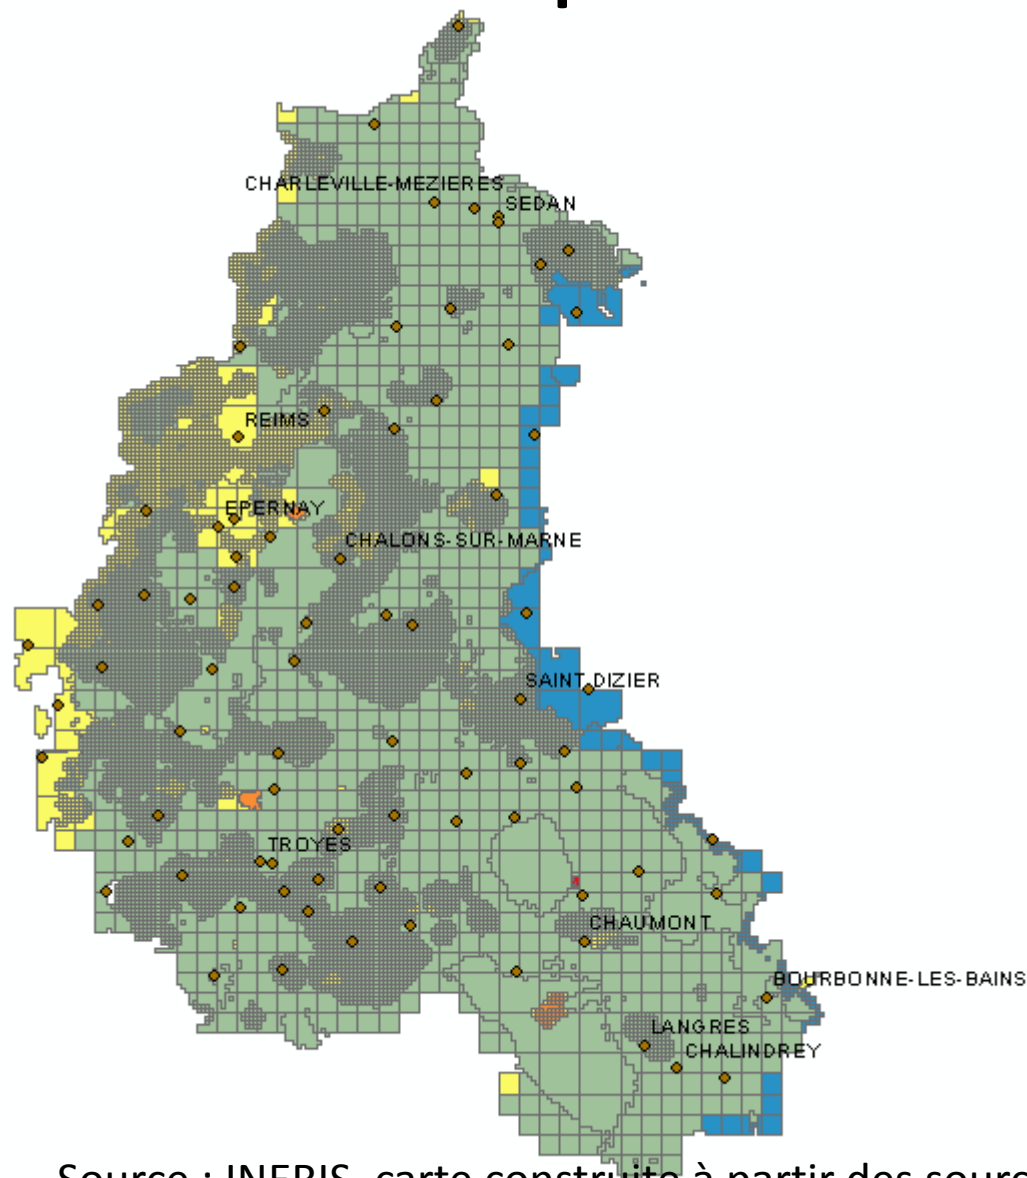 CHARLEVILLE-MEZIERES
SEDAN
REIMS
EPERNAY
CHALONS-SUR-MARNE
SAINT DIZIER
TROYES
CHAUMONT
BOURBONNE-LES-BAINS
LANGRES
CHALINDREY
Source : INERIS, carte construite à partir des